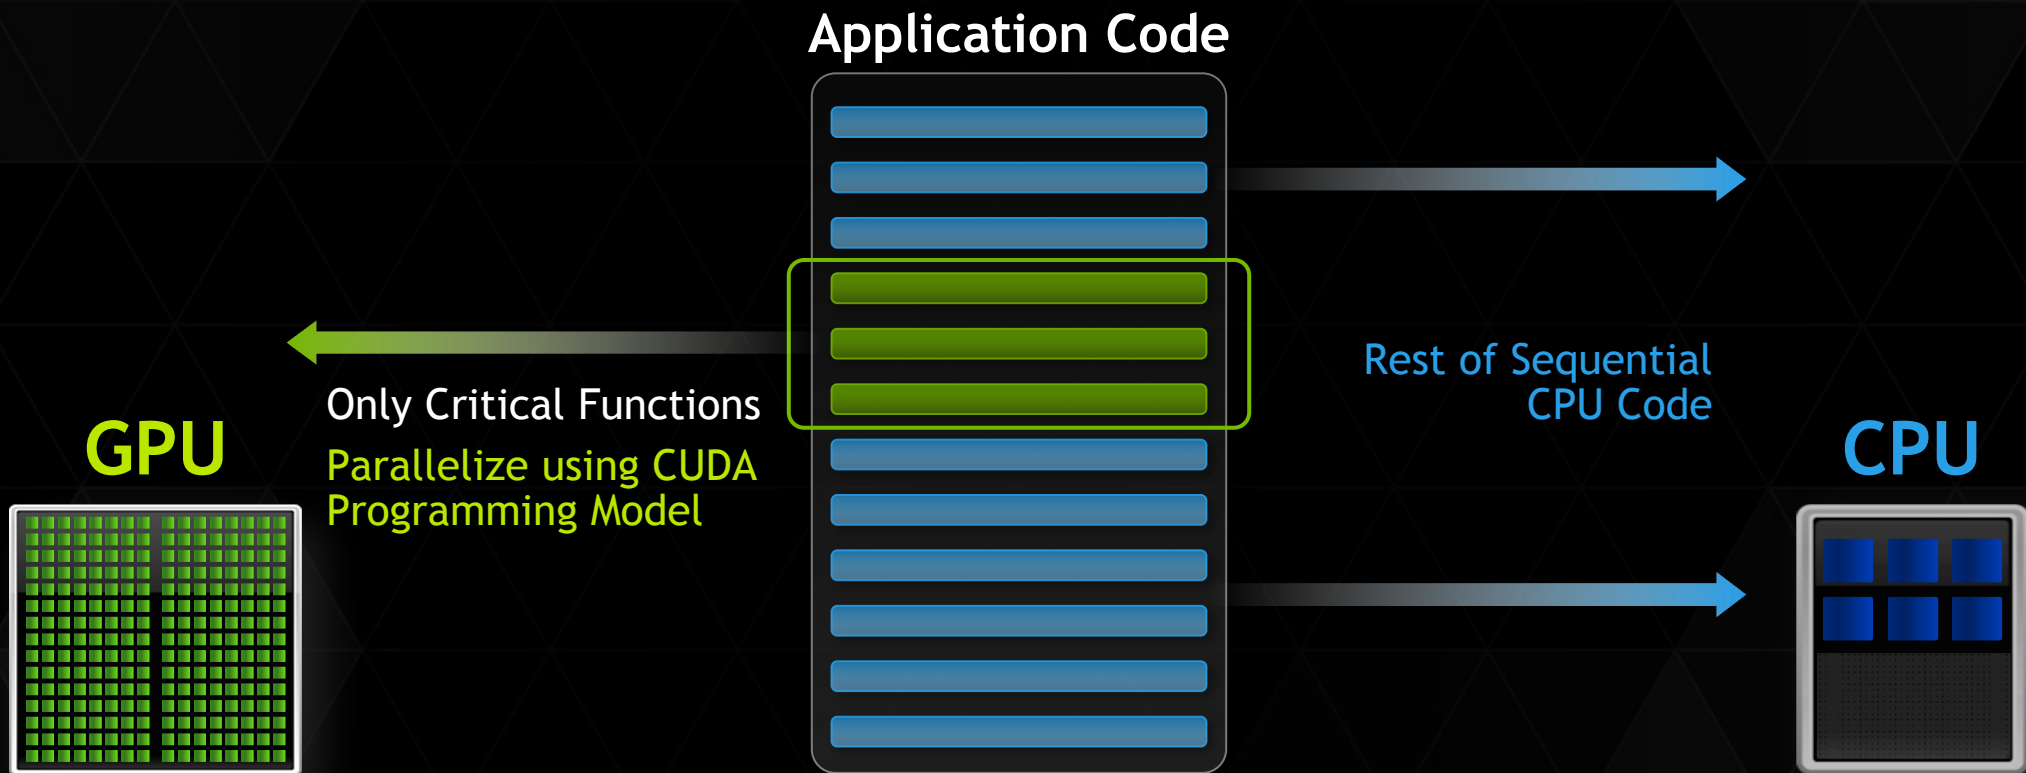 Application Code
Only Critical Functions
Parallelize using CUDA
Programming Model
GPU
Rest of Sequential
CPU Code
CPU